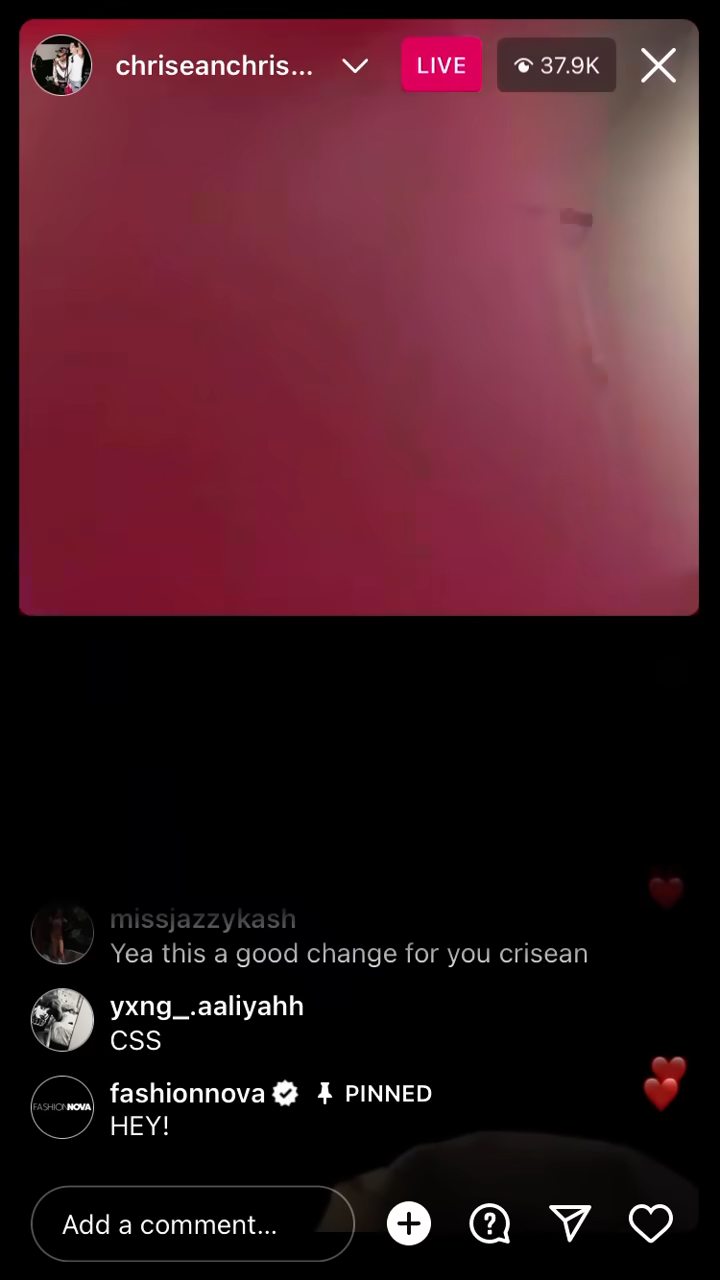 chriseanchris...
LIVE
37.9K
missjazzykash
Yea this a good change for you crisean
yxng_.aaliyahh
CSS
fashionnova PINNED
FASHIONNOVA
HEY!
Add a comment...